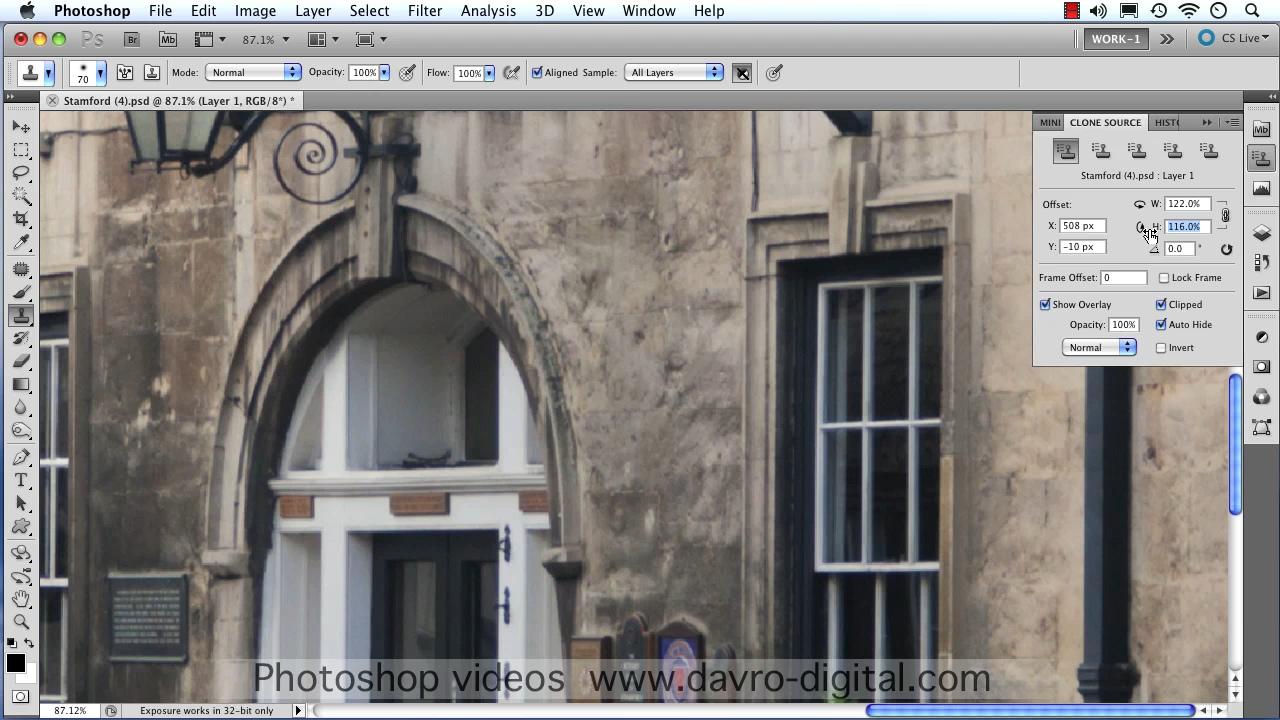 Photoshop File Edit Image Layer Select Filter Analysis 3D View Window Help
Ps Br Mb 87.1% WORK-1 CS Live
70 Mode: Normal Opacity: 100% Flow: 100% Aligned Sample: All Layers
Stamford (4).psd @ 87.1% (Layer 1, RGB/8*) *
MINI CLONE SOURCE HISTO
Mb
Stamford (4).psd : Layer 1
Offset: W: 122.0%
X: 508 px H: 116.0%
Y: -10 px 0.0 °
Frame Offset: 0 Lock Frame
Show Overlay Clipped
Opacity: 100% Auto Hide
Normal Invert
T
Photoshop videos www.davro-digital.com
87.12% Exposure works in 32-bit only